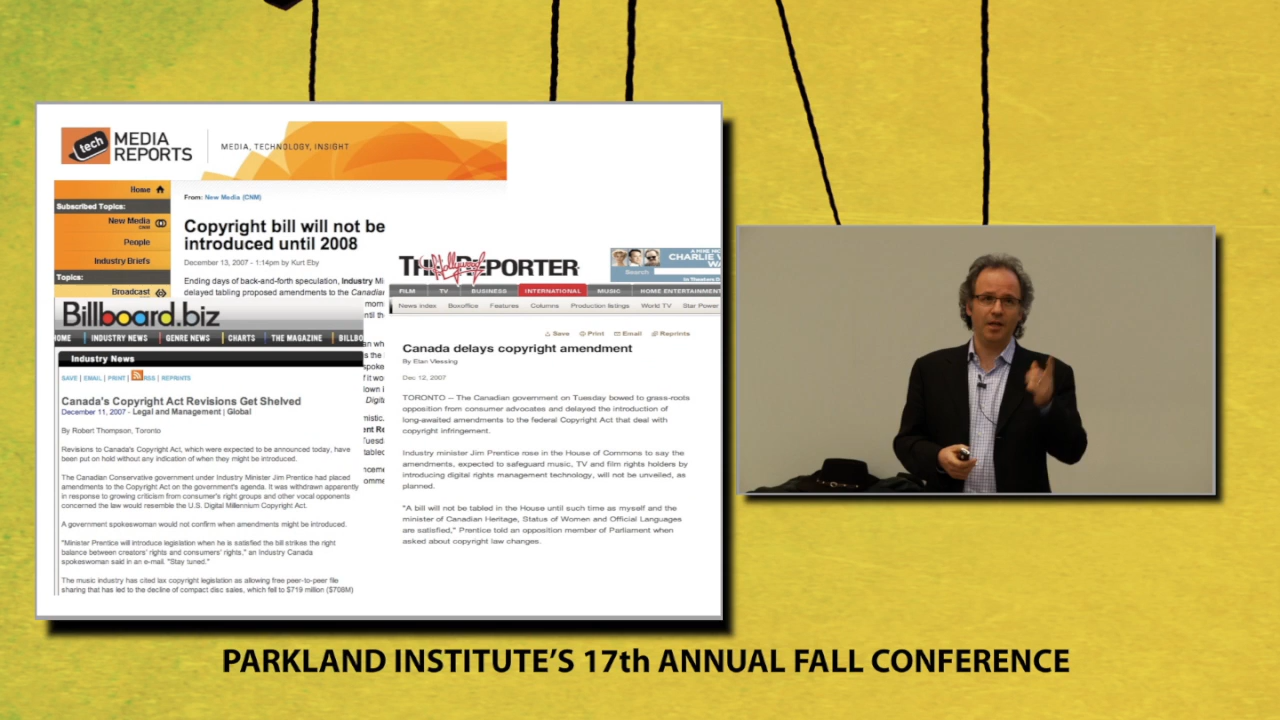 tech
MEDIA
REPORTS
MEDIA, TECHNOLOGY, INSIGHT
Home
Subscribed Topics:
New Media
CNM
People
Industry Briefs
Topics:
Broadcast
From: New Media (CNM)
Copyright bill will not be
introduced until 2008
December 13, 2007 - 1:14pm by Kurt Eby
Ending days of back-and-forth speculation, Industry Mi
delayed tabling proposed amendments to the Canadian
Billboard.biz
HOME
INDUSTRY NEWS
GENRE NEWS
CHARTS
THE MAGAZINE
BILLBO
Industry News
SAVE | EMAIL | PRINT | RSS | REPRINTS
Canada's Copyright Act Revisions Get Shelved
December 11, 2007 - Legal and Management | Global
By Robert Thompson, Toronto
Revisions to Canada's Copyright Act, which were expected to be announced today, have
been put on hold without any indication of when they might be introduced.
The Canadian Conservative government under Industry Minister Jim Prentice had placed
amendments to the Copyright Act on the government's agenda. It was withdrawn apparently
in response to growing criticism from consumer's right groups and other vocal opponents
concerned the law would resemble the U.S. Digital Millennium Copyright Act.
A government spokeswoman would not confirm when amendments might be introduced.
"Minister Prentice will introduce legislation when he is satisfied the bill strikes the right
balance between creators' rights and consumers' rights," an Industry Canada
spokeswoman said in an e-mail. "Stay tuned."
The music industry has cited lax copyright legislation as allowing free peer-to-peer file
sharing that has led to the decline of compact disc sales, which fell to $719 million ($708M)
THE Hollywood REPORTER
CHARLIE W
Search
In Theaters
FILM
TV
BUSINESS
INTERNATIONAL
MUSIC
HOME ENTERTAINMENT
News index
Boxoffice
Features
Columns
Production listings
World TV
Star Power
Save
Print
Email
Reprints
Canada delays copyright amendment
By Etan Vlessing
Dec 12, 2007
TORONTO -- The Canadian government on Tuesday bowed to grass-roots
opposition from consumer advocates and delayed the introduction of
long-awaited amendments to the federal Copyright Act that deal with
copyright infringement.
Industry minister Jim Prentice rose in the House of Commons to say the
amendments, expected to safeguard music, TV and film rights holders by
introducing digital rights management technology, will not be unveiled, as
planned.
"A bill will not be tabled in the House until such time as myself and the
minister of Canadian Heritage, Status of Women and Official Languages
are satisfied," Prentice told an opposition member of Parliament when
asked about copyright law changes.
PARKLAND INSTITUTE'S 17th ANNUAL FALL CONFERENCE